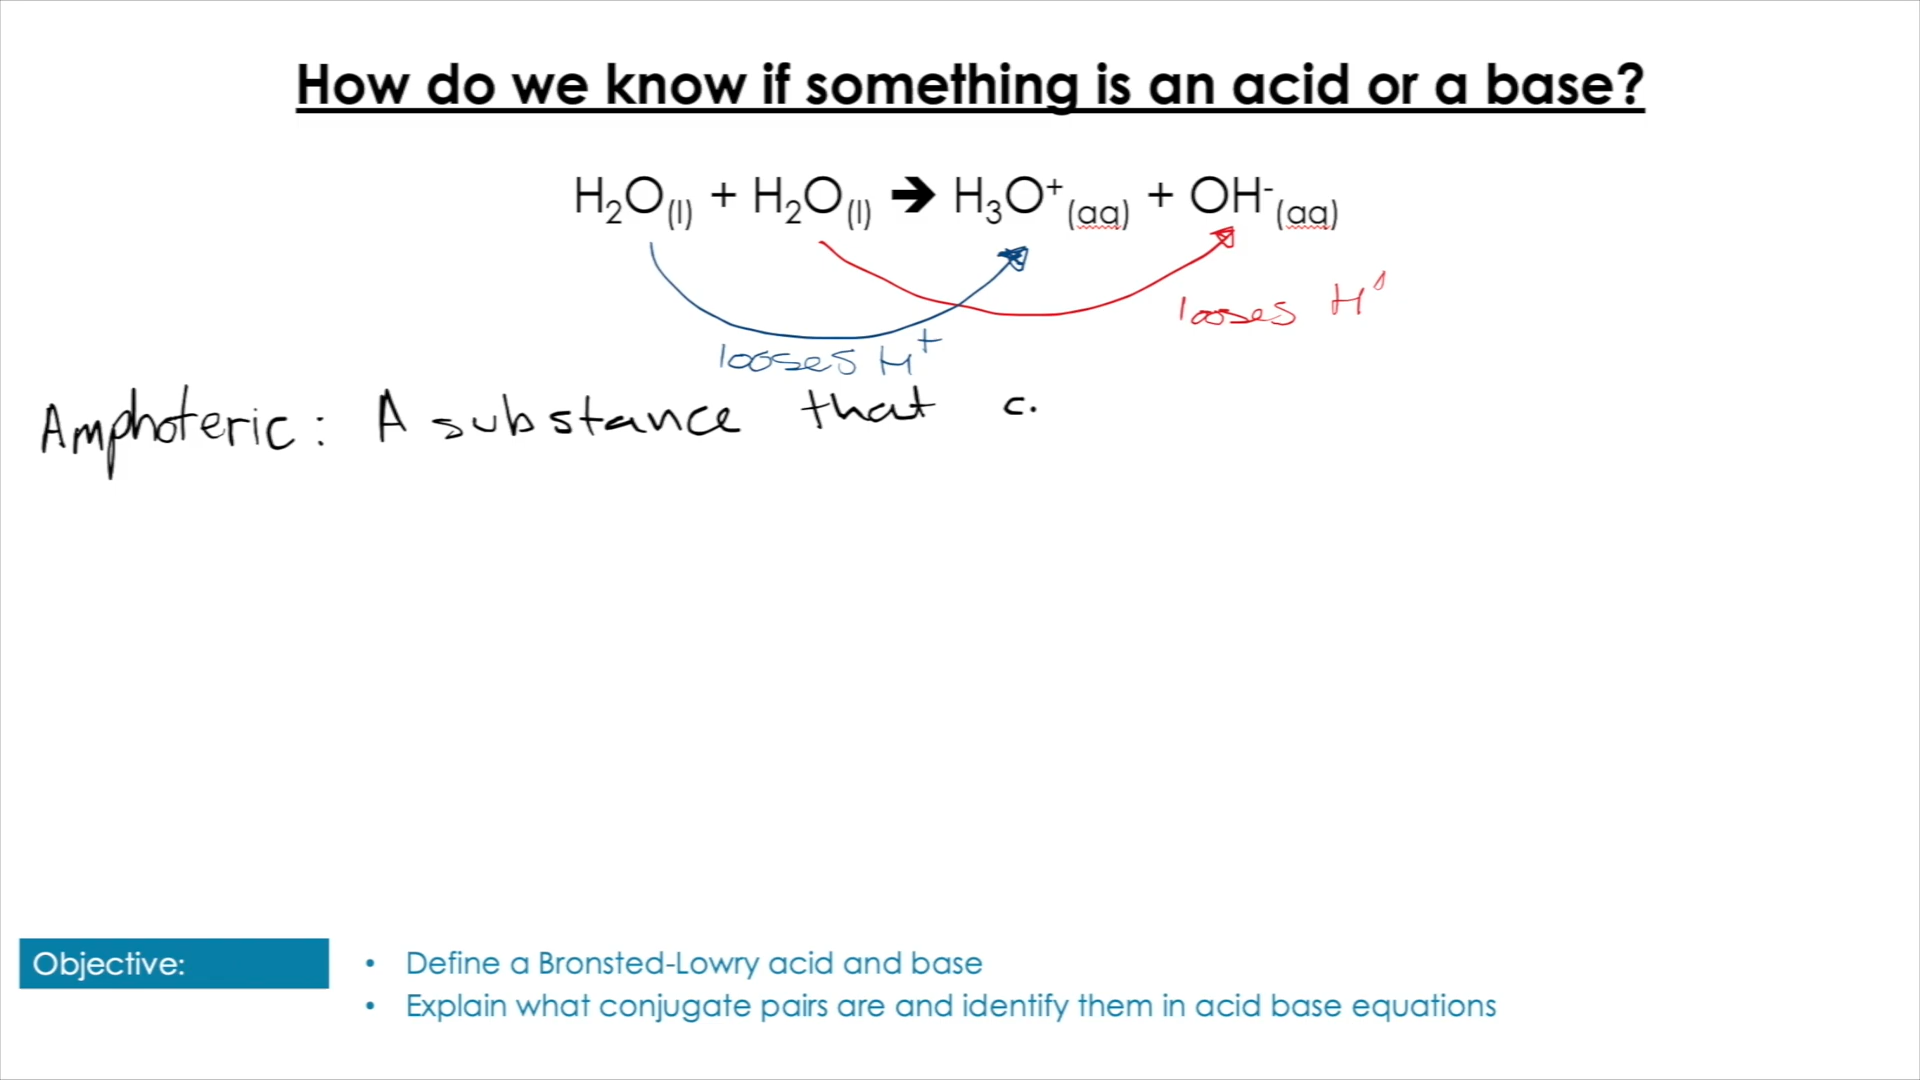 How do we know if something is an acid or a base?
H₂O(l) + H₂O(l) → H₃O⁺(aq) + OH⁻(aq)
looses H
looses H⁺
Amphoteric: A substance that c
Objective:
• Define a Bronsted-Lowry acid and base
• Explain what conjugate pairs are and identify them in acid base equations